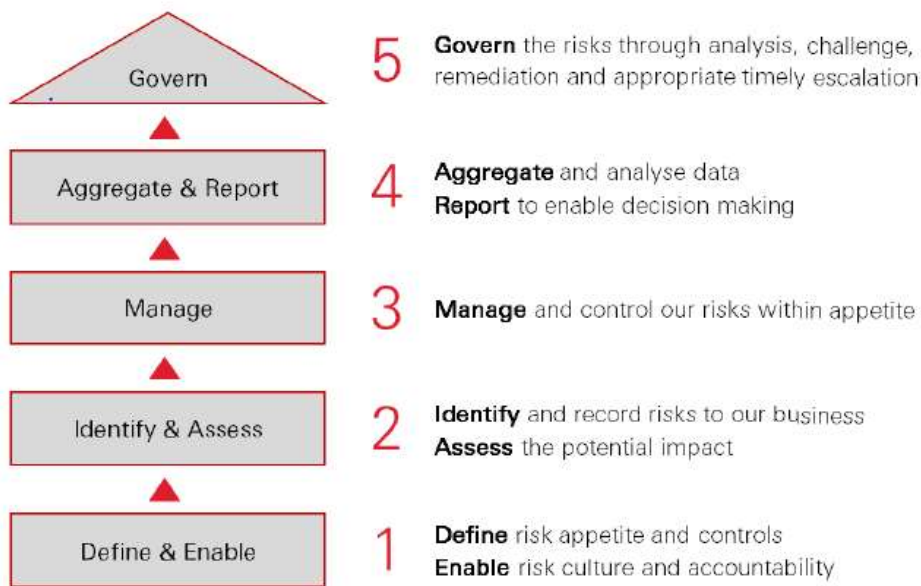 Govern
5
Govern the risks through analysis, challenge,
remediation and appropriate timely escalation
Aggregate & Report
4
Aggregate and analyse data
Report to enable decision making
Manage
3
Manage and control our risks within appetite
Identify & Assess
2
Identify and record risks to our business
Assess the potential impact
Define & Enable
1
Define risk appetite and controls
Enable risk culture and accountability